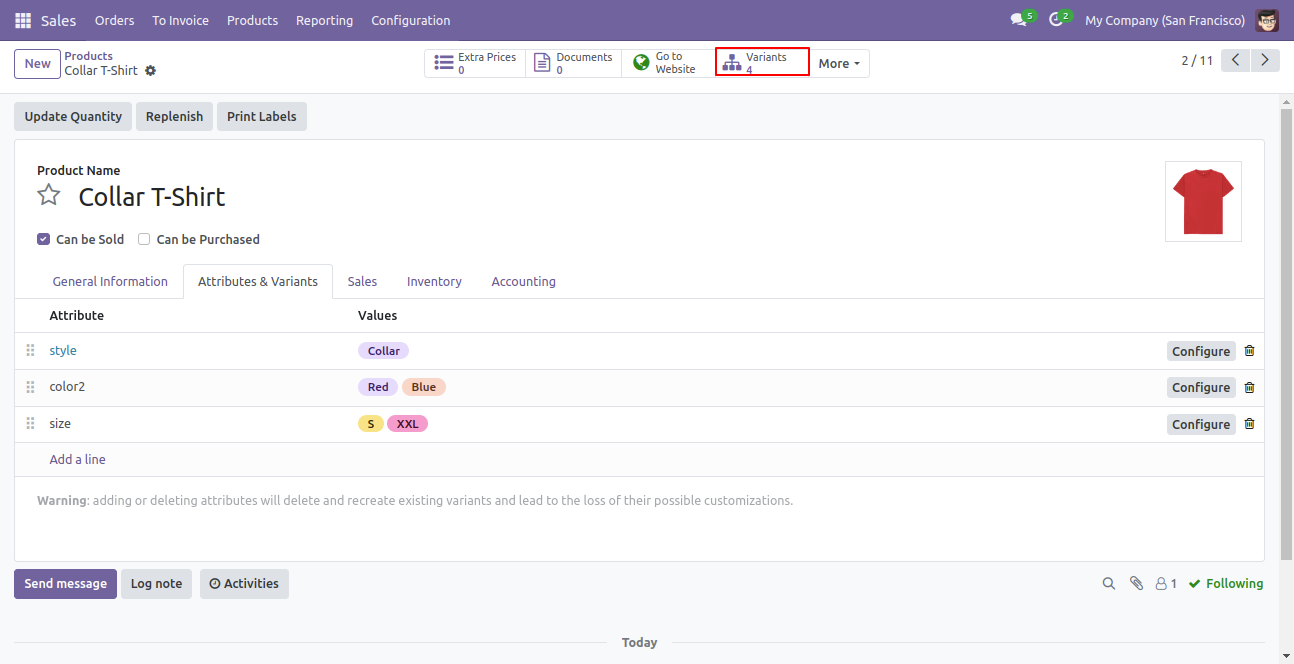 Sales Orders To Invoice Products Reporting Configuration 5 2 My Company (San Francisco)
New Products Collar T-Shirt
Extra Prices 0 Documents 0 Go to Website Variants 4 More 2 / 11
Update Quantity Replenish Print Labels
Product Name
Collar T-Shirt
Can be Sold Can be Purchased
General Information Attributes & Variants Sales Inventory Accounting
Attribute Values
style Collar Configure
color2 Red Blue Configure
size S XXL Configure
Add a line
Warning: adding or deleting attributes will delete and recreate existing variants and lead to the loss of their possible customizations.
Send message Log note Activities 1 Following
Today